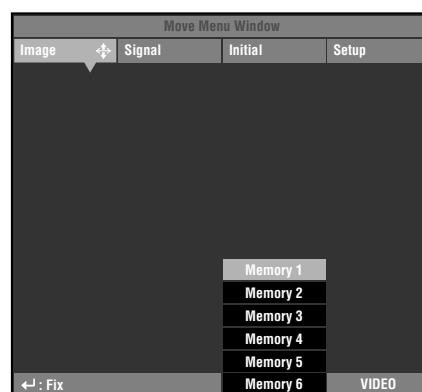 Move Menu Window
Image Signal Initial Setup
Memory 1
Memory 2
Memory 3
Memory 4
Memory 5
↵ : Fix Memory 6 VIDEO